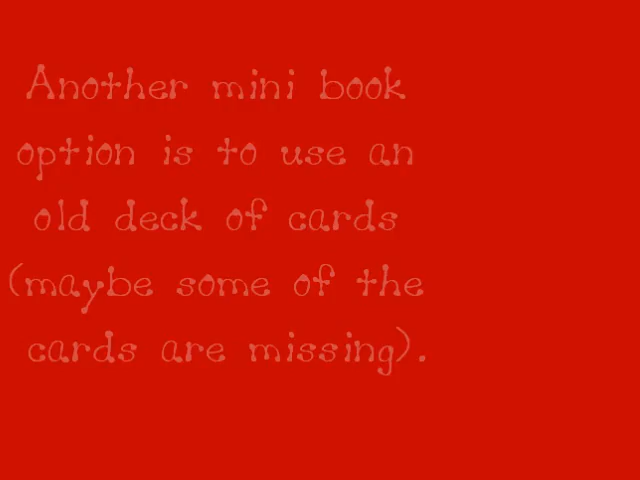 Another mini book
option is to use an
old deck of cards
(maybe some of the
cards are missing).